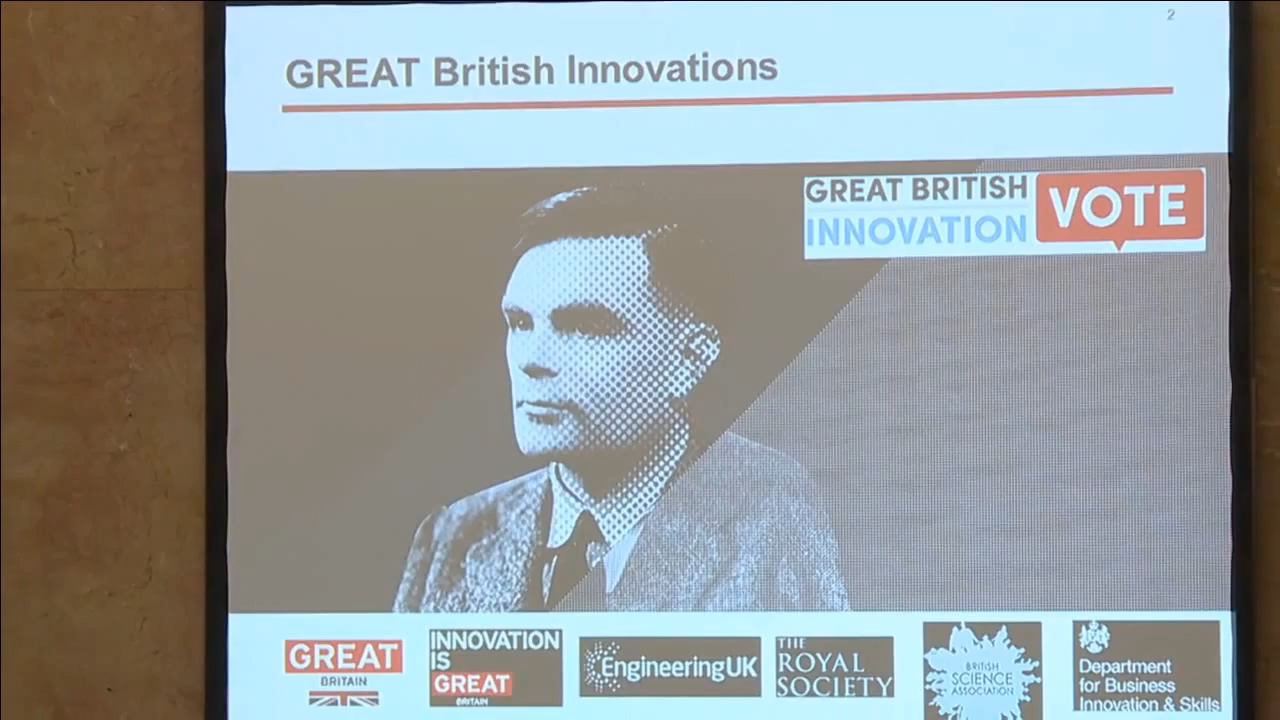 2
GREAT British Innovations
GREAT BRITISH
INNOVATION
VOTE
GREAT
BRITAIN
INNOVATION
IS
GREAT
BRITAIN
EngineeringUK
THE
ROYAL
SOCIETY
BRITISH
SCIENCE
ASSOCIATION
Department
for Business
Innovation & Skills